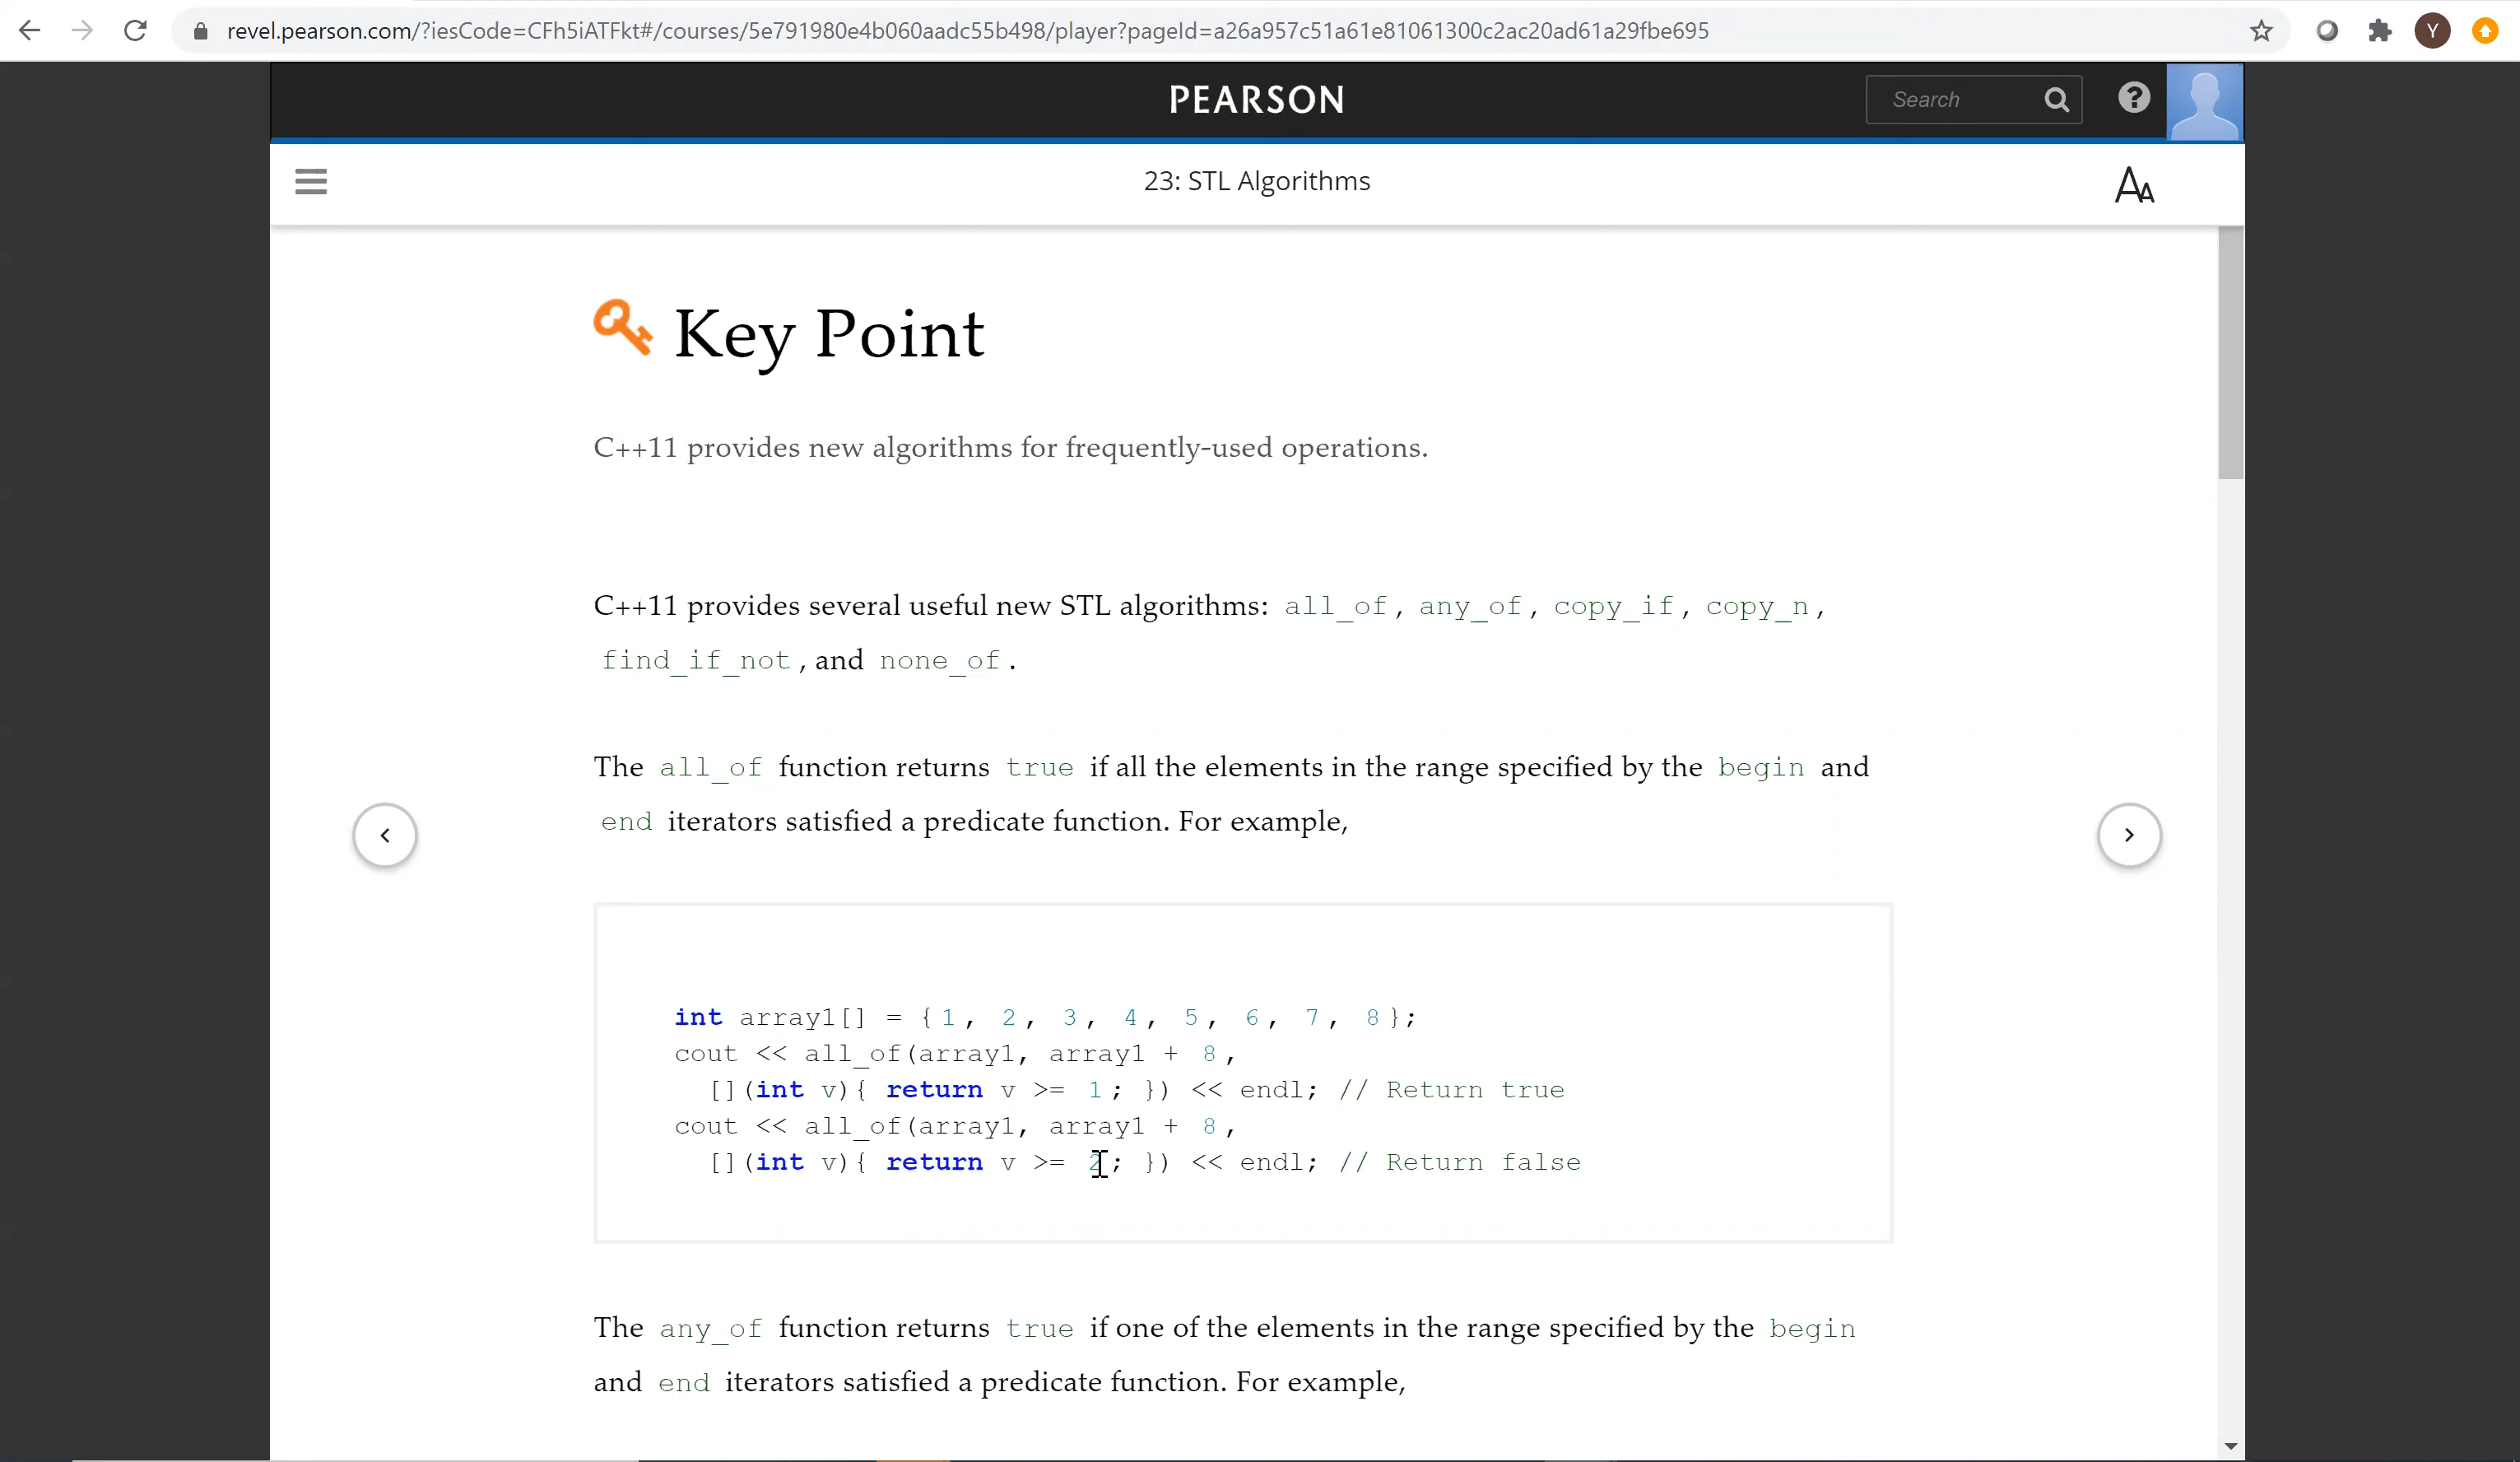 revel.pearson.com/?iesCode=CFh5iATFkt#/courses/5e791980e4b060aadc55b498/player?pageId=a26a957c51a61e81061300c2ac20ad61a29fbe695
Y
PEARSON
Search
?
23: STL Algorithms
AA
Key Point
C++11 provides new algorithms for frequently-used operations.
C++11 provides several useful new STL algorithms: all_of, any_of, copy_if, copy_n,
find_if_not, and none_of.
The all_of function returns true if all the elements in the range specified by the begin and
end iterators satisfied a predicate function. For example,
int array1[] = {1, 2, 3, 4, 5, 6, 7, 8};
cout << all_of(array1, array1 + 8,
[](int v){ return v >= 1; }) << endl; // Return true
cout << all_of(array1, array1 + 8,
[](int v){ return v >= 2; }) << endl; // Return false
The any_of function returns true if one of the elements in the range specified by the begin
and end iterators satisfied a predicate function. For example,